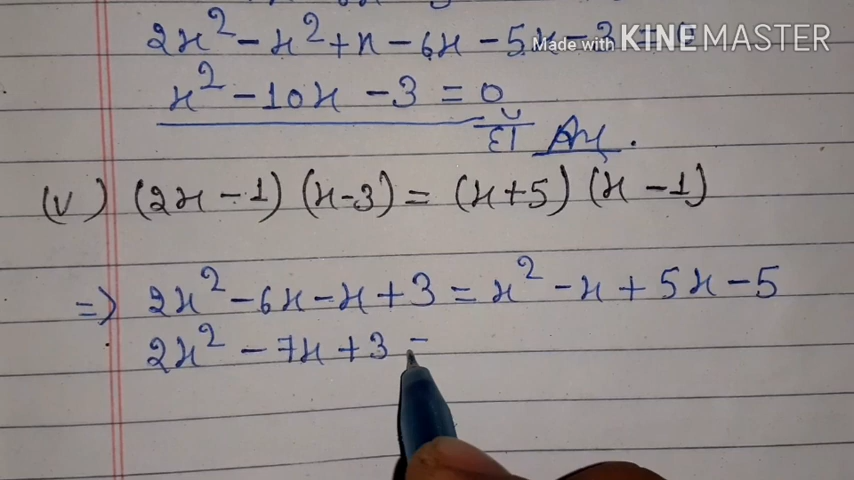 2x² - x² + x - 6x - 5x - 3 = 0
Made with KINEMASTER
x² - 10x - 3 = 0
हाँ Ans.
(v) (2x - 1) (x - 3) = (x + 5) (x - 1)
=> 2x² - 6x - x + 3 = x² - x + 5x - 5
2x² - 7x + 3 =